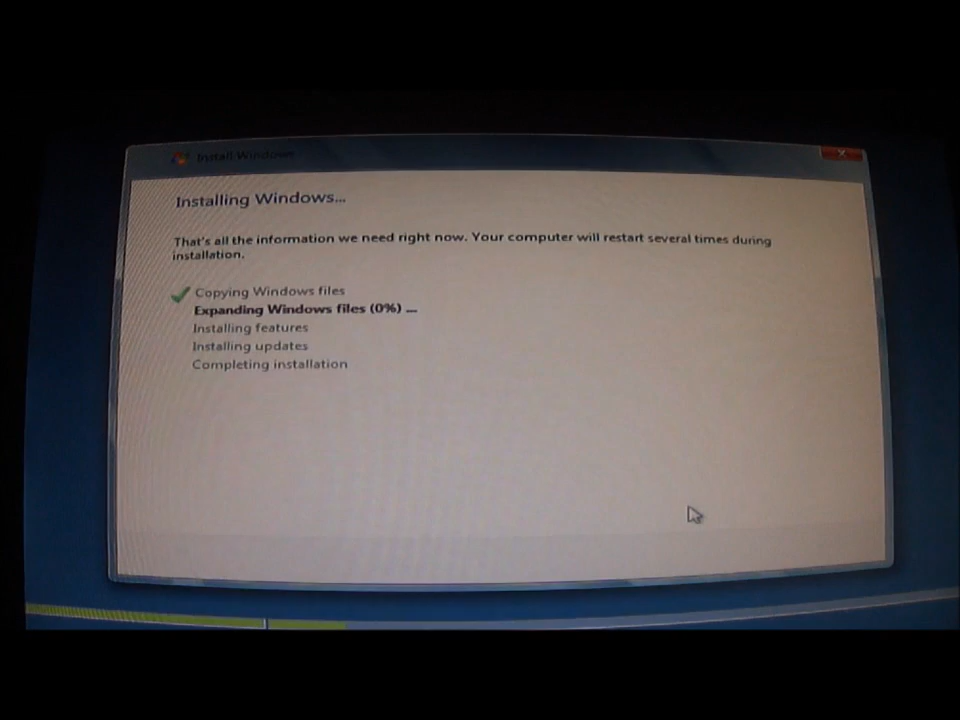 Install Windows
Installing Windows...
That's all the information we need right now. Your computer will restart several times during
installation.
Copying Windows files
Expanding Windows files (0%) ...
Installing features
Installing updates
Completing installation